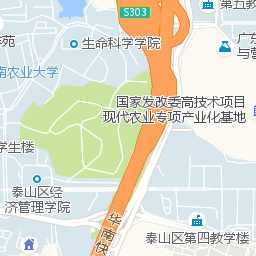 S303
第五教
苑
生命科学学院
广东
与营
南农业大学
国家发改委高技术项目
现代农业专项产业化基地
学生楼
泰山区经
济管理学院
华南快
泰山区第四教学楼